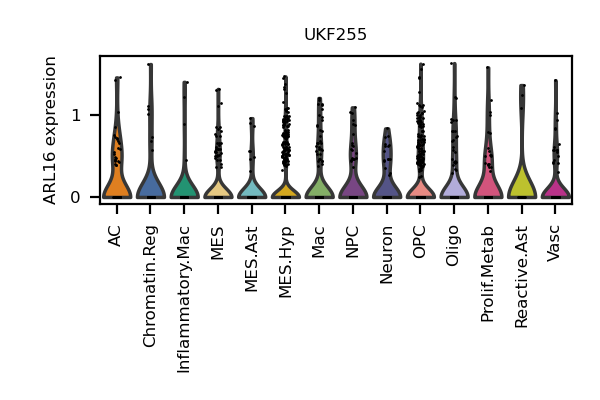 UKF255
ARL16 expression
1
0
AC
Chromatin.Reg
Inflammatory.Mac
MES
MES.Ast
MES.Hyp
Mac
NPC
Neuron
OPC
Oligo
Prolif.Metab
Reactive.Ast
Vasc